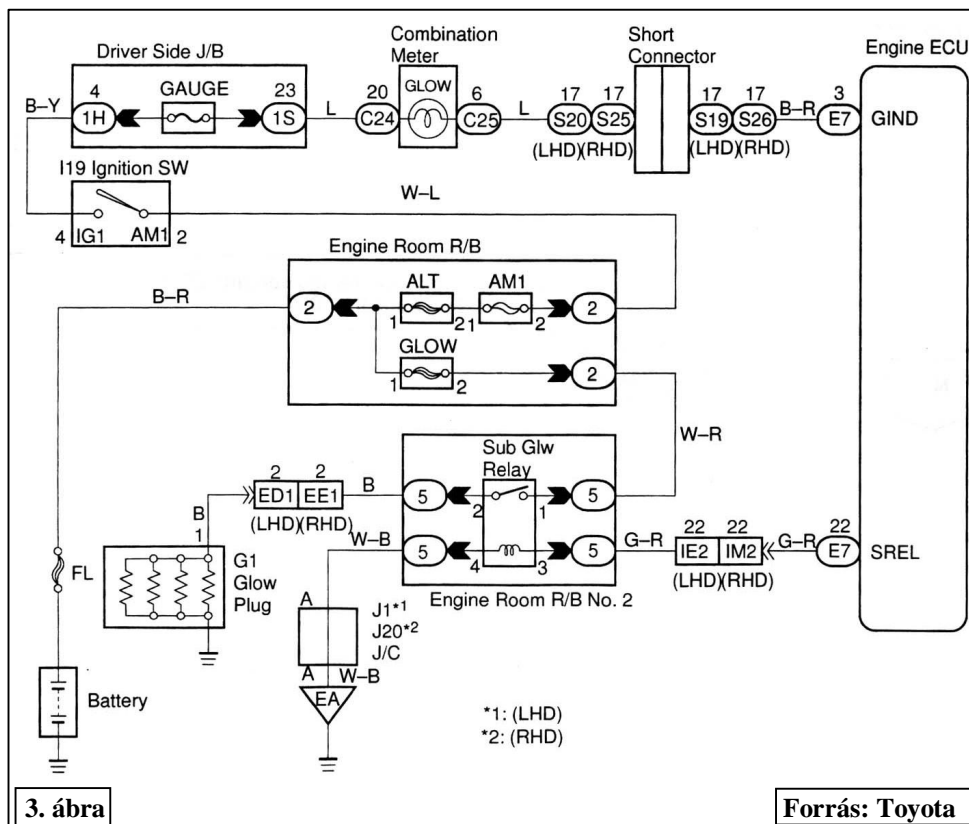 Driver Side J/B
Combination
Meter
Short
Connector
Engine ECU
4
GAUGE
23
20
GLOW
6
17 17
17 17
3
B–Y
1H
1S
L
C24
C25
L
S20 S25
S19 S26
B–R
E7
GIND
(LHD)(RHD)
(LHD)(RHD)
I19 Ignition SW
W–L
4 IG1 AM1 2
Engine Room R/B
B–R
ALT
AM1
2
1 2 1 2
2
GLOW
1 2
2
W–R
Sub Glw
Relay
2 2
ED1 EE1
B
5
2 1
5
(LHD)(RHD)
B
1
W–B
22 22
22
5
4 3
5
G–R
IE2 IM2
G–R
E7
SREL
(LHD)(RHD)
FL
G1
Glow
Plug
Engine Room R/B No. 2
A
J1*1
J20*2
J/C
A
W–B
Battery
EA
*1: (LHD)
*2: (RHD)
3. ábra
Forrás: Toyota